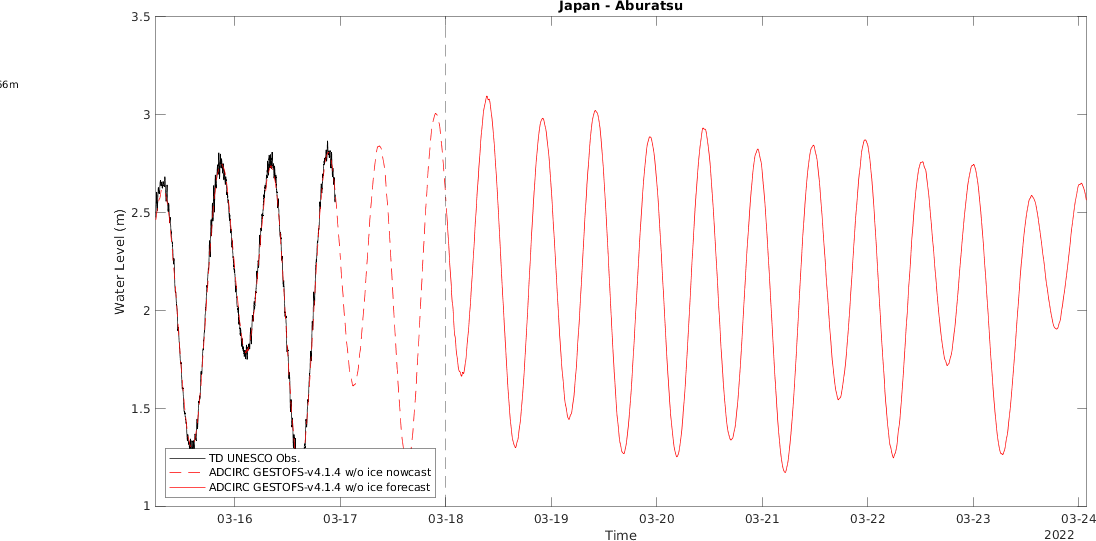 Japan - Aburatsu
3.5
3
2.5
2
1.5
1
Water Level (m)
TD UNESCO Obs.
ADCIRC GESTOFS-v4.1.4 w/o ice nowcast
ADCIRC GESTOFS-v4.1.4 w/o ice forecast
03-16 03-17 03-18 03-19 03-20 03-21 03-22 03-23 03-24
Time
2022